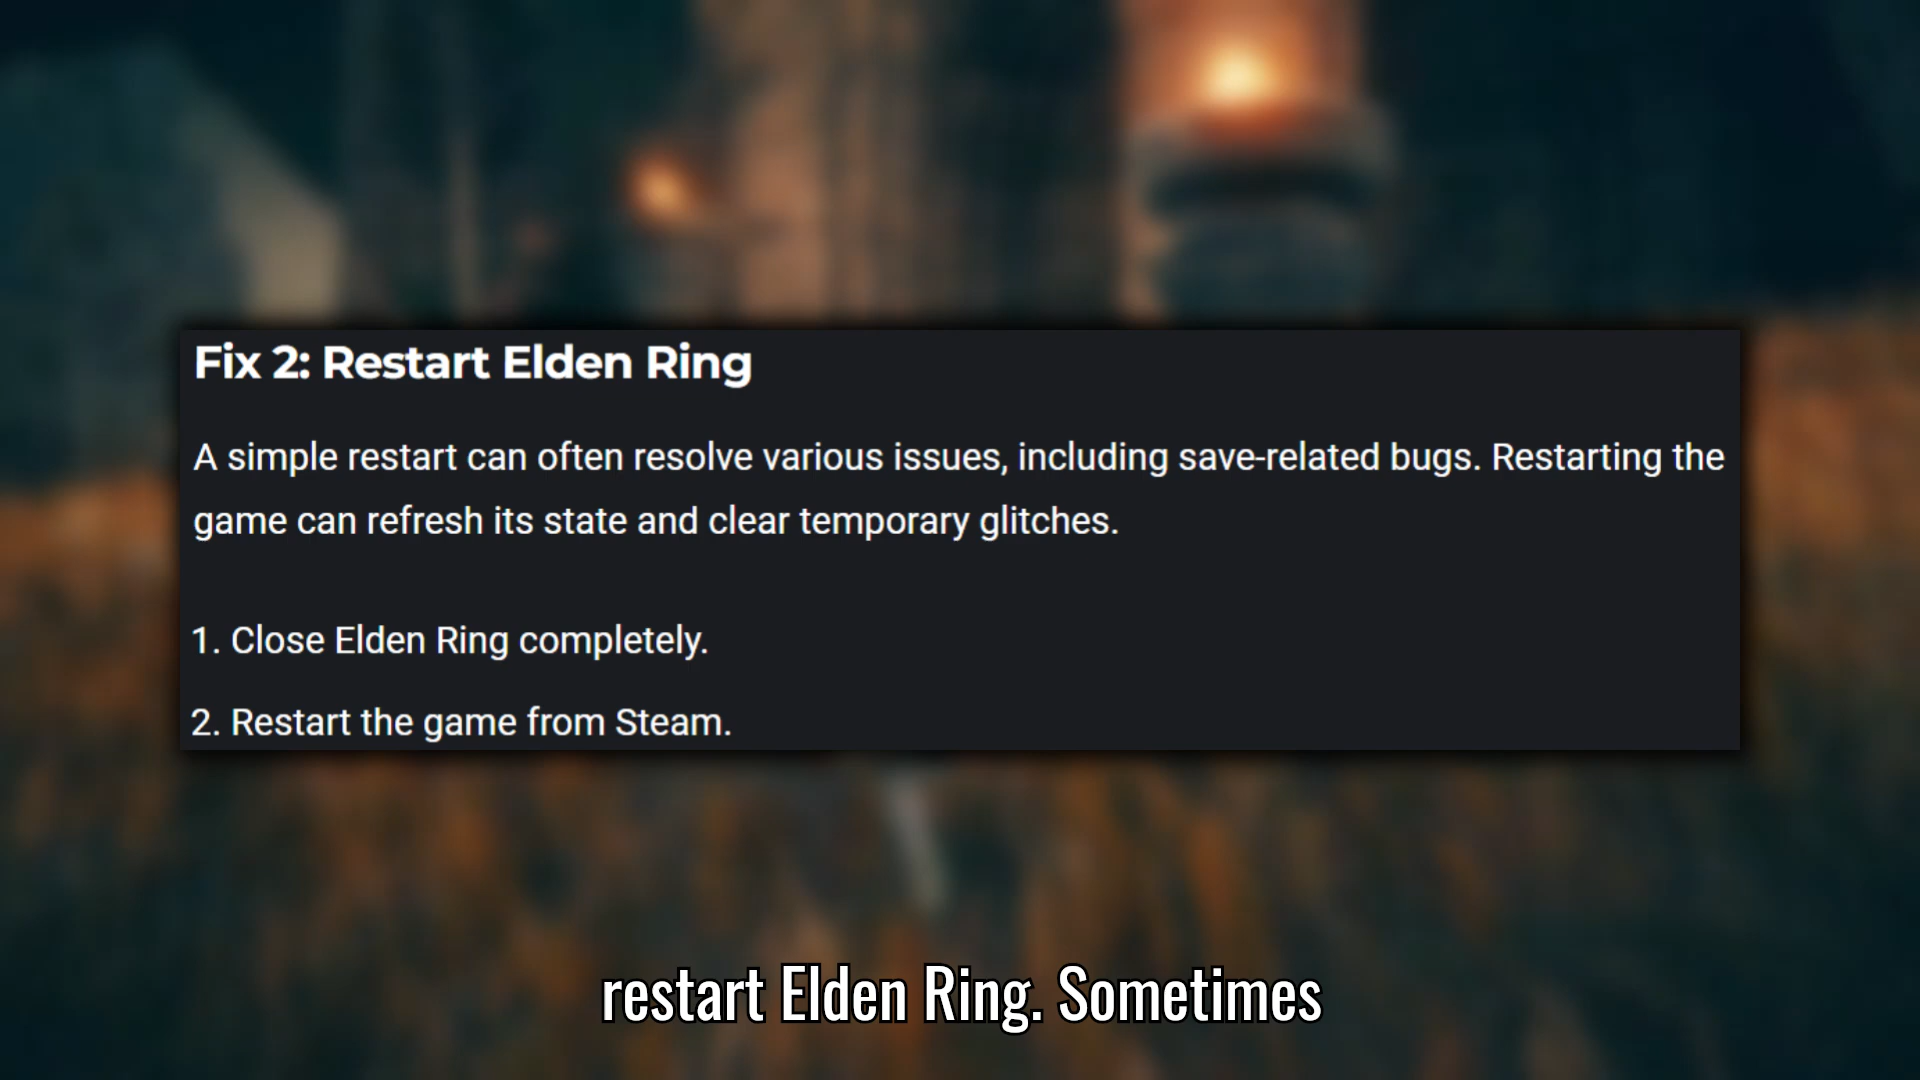 Fix 2: Restart Elden Ring
A simple restart can often resolve various issues, including save-related bugs. Restarting the
game can refresh its state and clear temporary glitches.
1. Close Elden Ring completely.
2. Restart the game from Steam.
restart Elden Ring. Sometimes